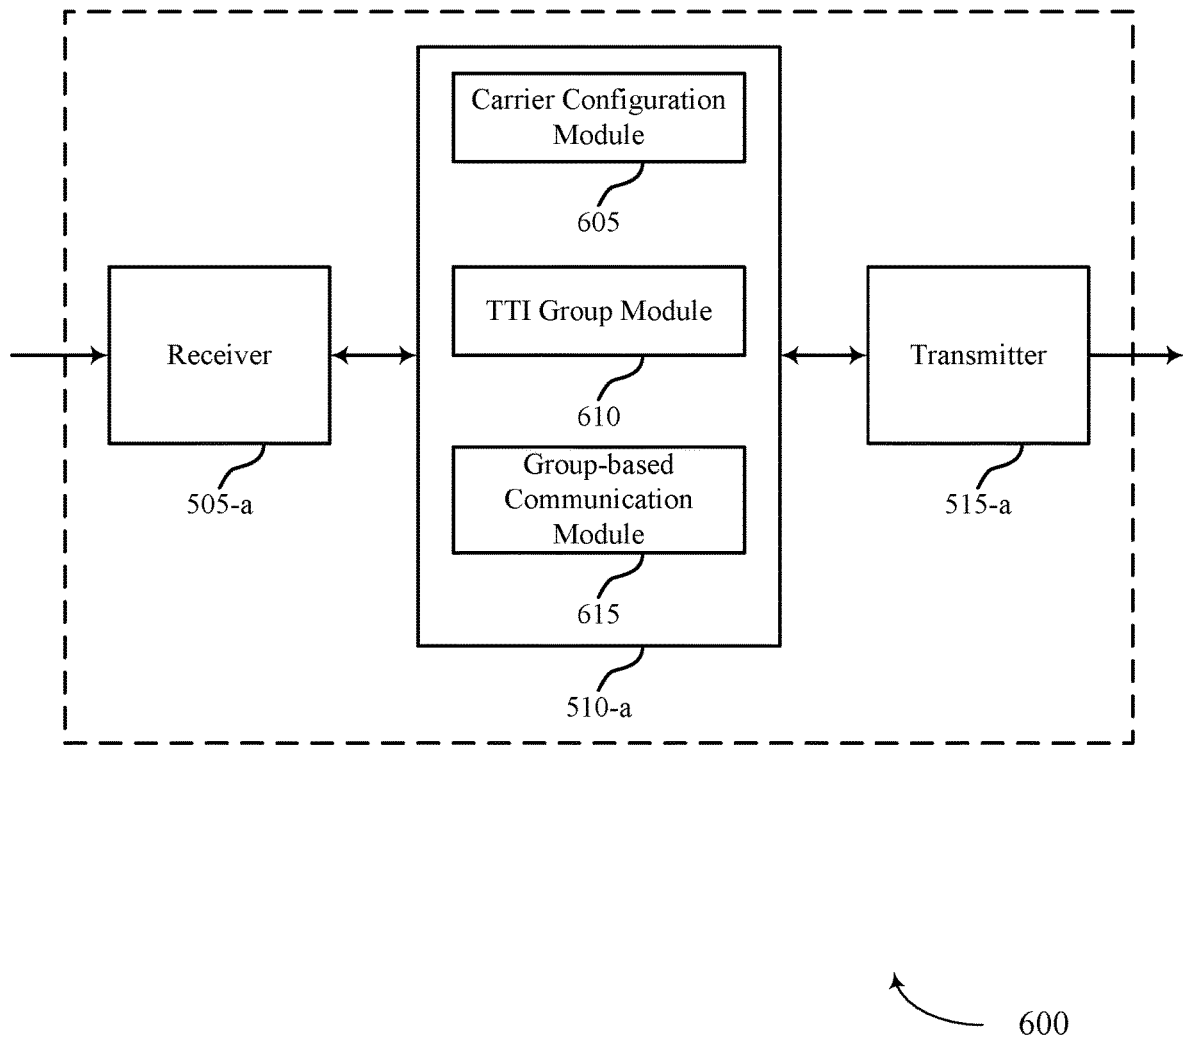 Carrier Configuration
Module
605
TTI Group Module
610
Group-based
Communication
Module
615
510-a
Receiver
505-a
Transmitter
515-a
600